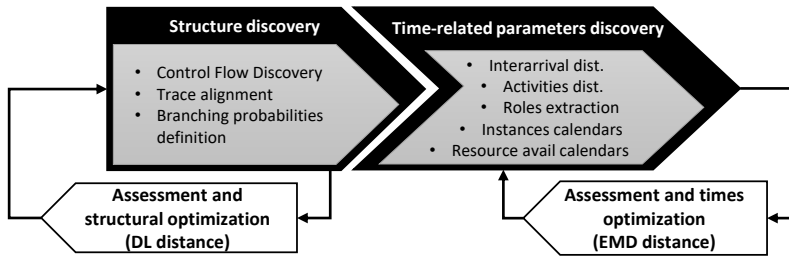 Structure discovery
• Control Flow Discovery
• Trace alignment
• Branching probabilities
definition
Time-related parameters discovery
• Interarrival dist.
• Activities dist.
• Roles extraction
• Instances calendars
• Resource avail calendars
Assessment and
structural optimization
(DL distance)
Assessment and times
optimization
(EMD distance)